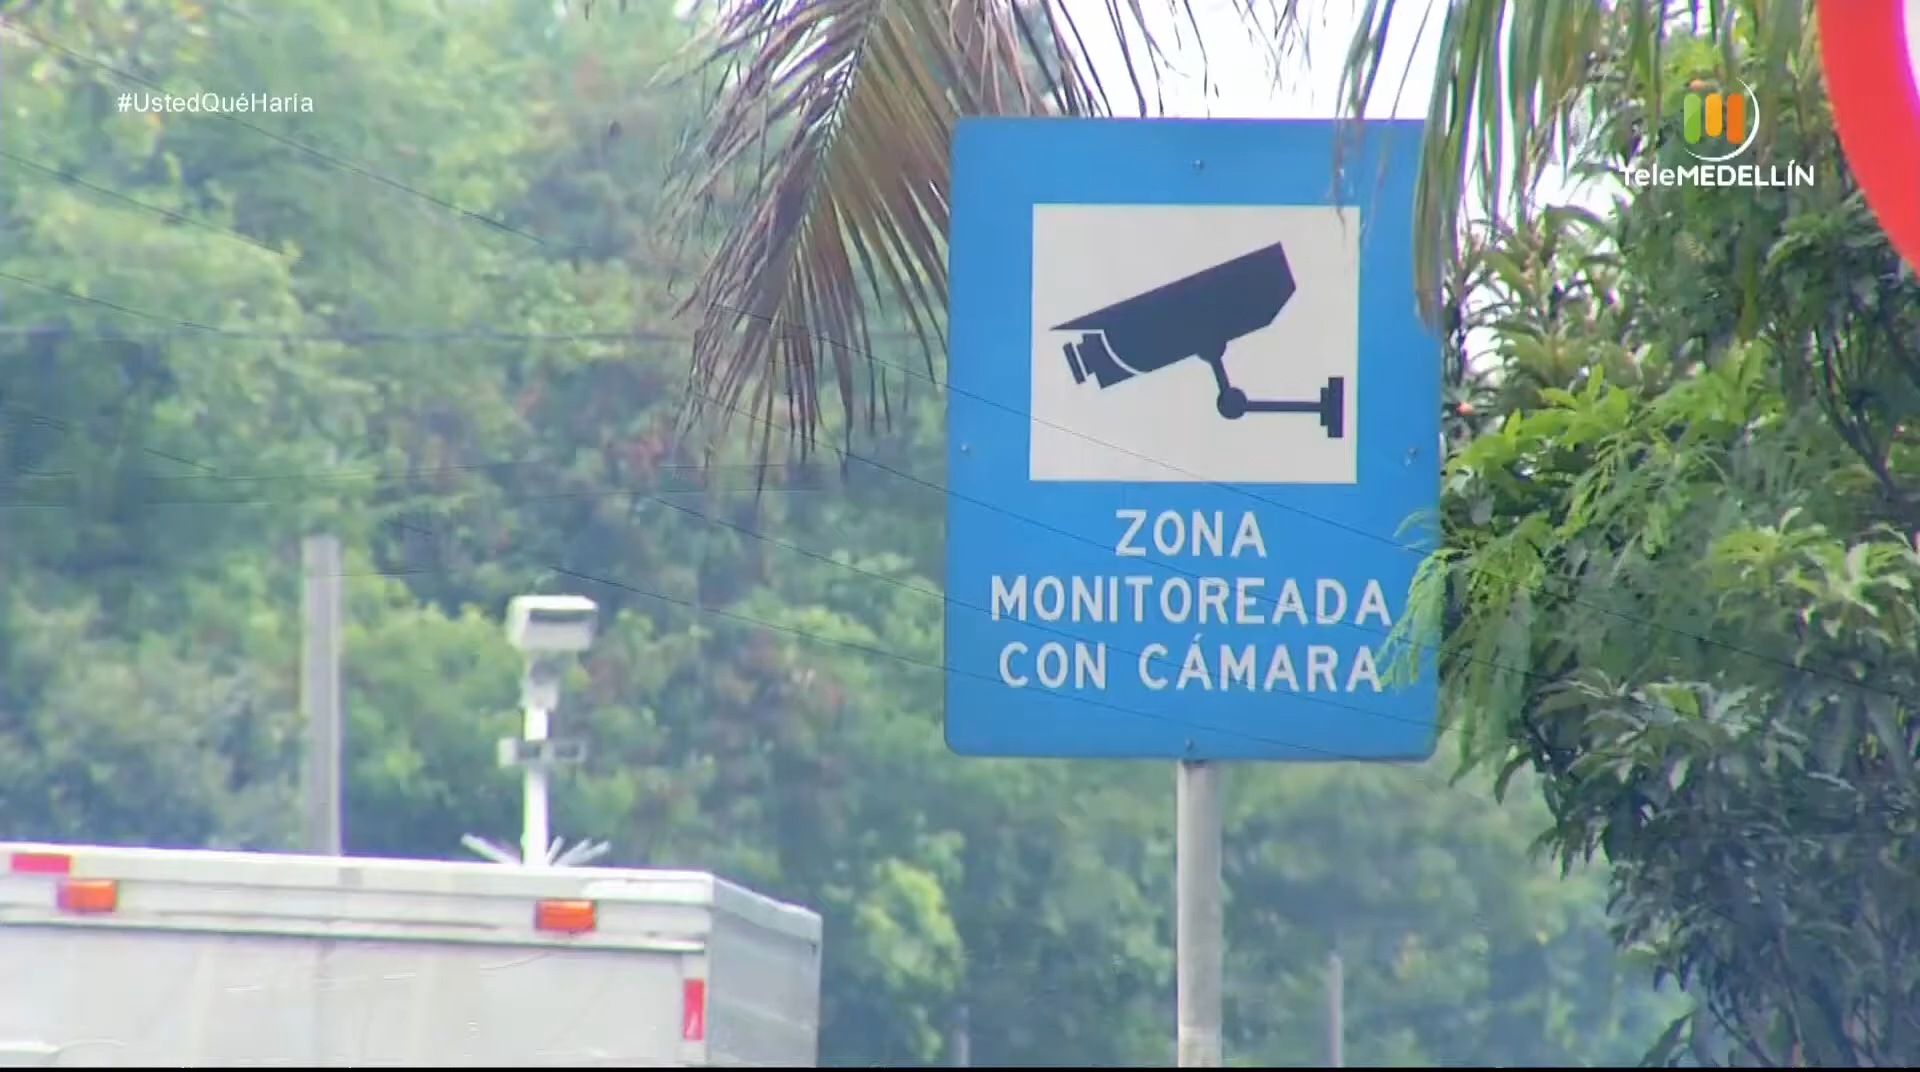 #UstedQuéHaría
TeleMEDELLÍN
ZONA
MONITOREADA
CON CÁMARA